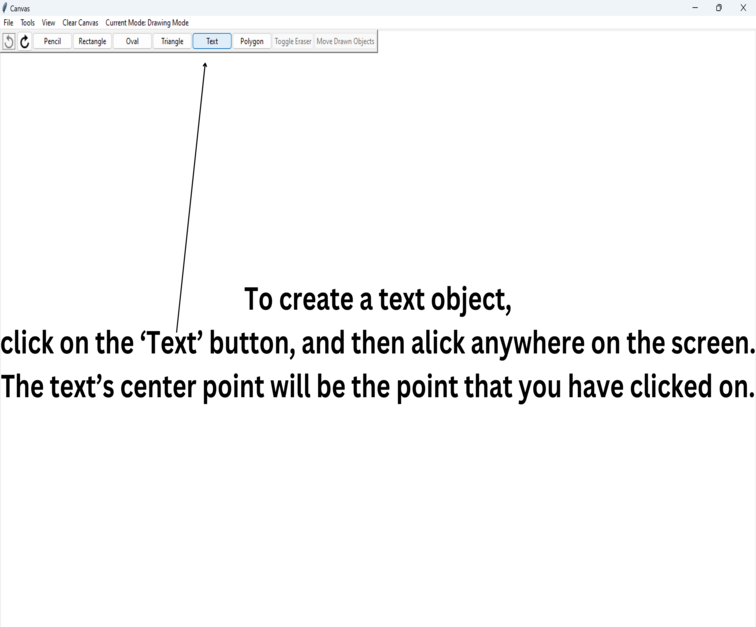 Canvas
File Tools View Clear Canvas Current Mode: Drawing Mode
Pencil Rectangle Oval Triangle Text Polygon Toggle Eraser Move Drawn Objects
To create a text object,
click on the ‘Text’ button, and then alick anywhere on the screen.
The text’s center point will be the point that you have clicked on.